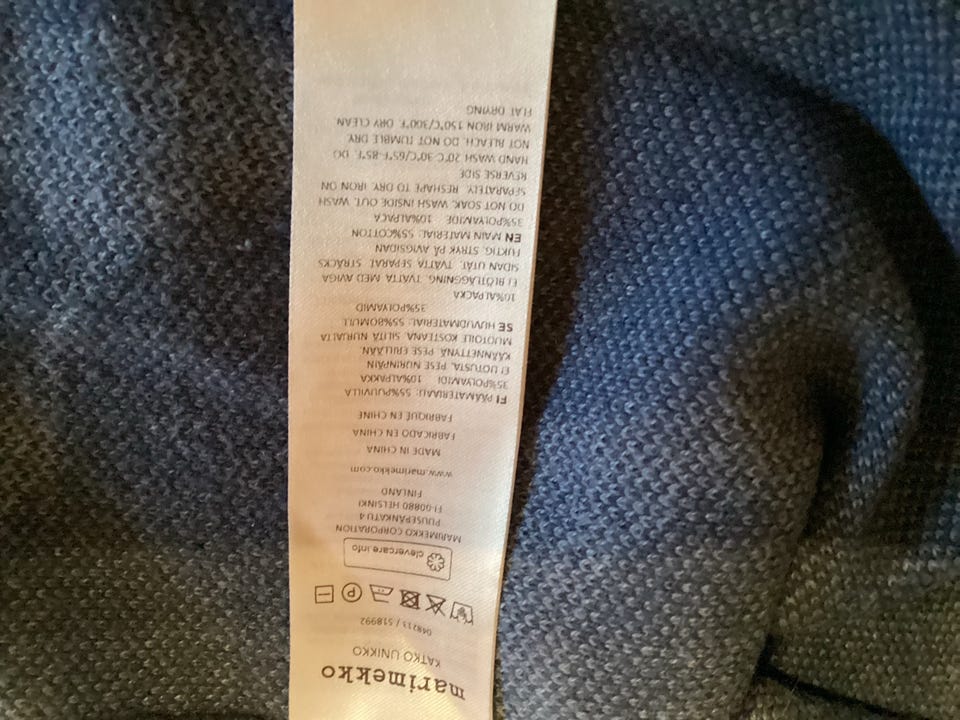 marimekko
KATKO UNIKKO
048213 / 518992
P
clevercare.info
MARIMEKKO CORPORATION
PUUSEPÄNKATU 4
FI-00880 HELSINKI
FINLAND
www.marimekko.com
MADE IN CHINA
FABRICADO EN CHINA
FABRIQUÉ EN CHINE
FI PÄÄMATERIAALI: 55%PUUVILLA
35%POLYAMIDI 10%ALPAKKA
EI LIOTUSTA. PESE NURINPÄIN
KÄÄNNETTYNÄ PESE ERILLÄÄN.
MUOTOILE KOSTEANA. SILITÄ NURJALTA
SE HUVUDMATERIAL: 55%BOMULL
35%POLYAMID
10%ALPACKA
EJ BLÖTLÄGGNING. TVÄTTA MED AVIGA
SIDAN UTÅT. TVÄTTA SEPARAT. STRÄCKS
FUKTIG. STRYK PÅ AVIGSIDAN
EN MAIN MATERIAL: 55%COTTON
35%POLYAMIDE 10%ALPACA
DO NOT SOAK. WASH INSIDE OUT. WASH
SEPARATELY. RESHAPE TO DRY. IRON ON
REVERSE SIDE
HAND WASH 20°C-30°C/65°F-85°F. DO
NOT BLEACH. DO NOT TUMBLE DRY.
WARM IRON 150°C/300°F. DRY CLEAN
FLAT DRYING